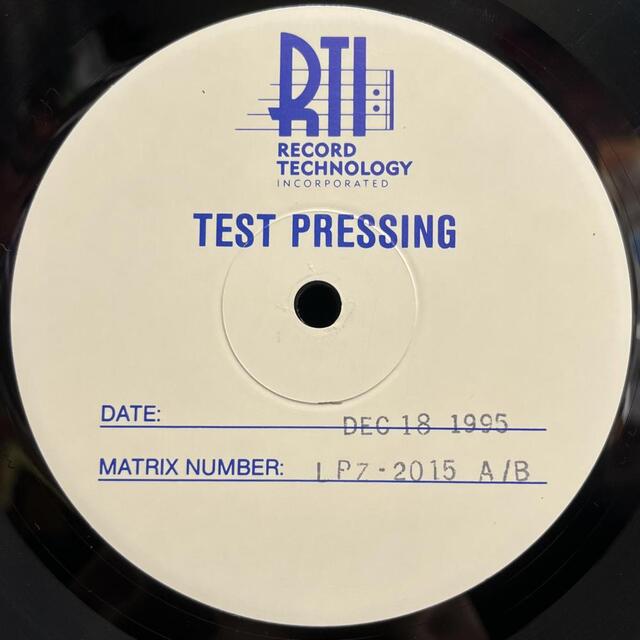 RTI
RECORD
TECHNOLOGY
INCORPORATED
TEST PRESSING
DATE: DEC 18 1995
MATRIX NUMBER: LPZ-2015 A/B